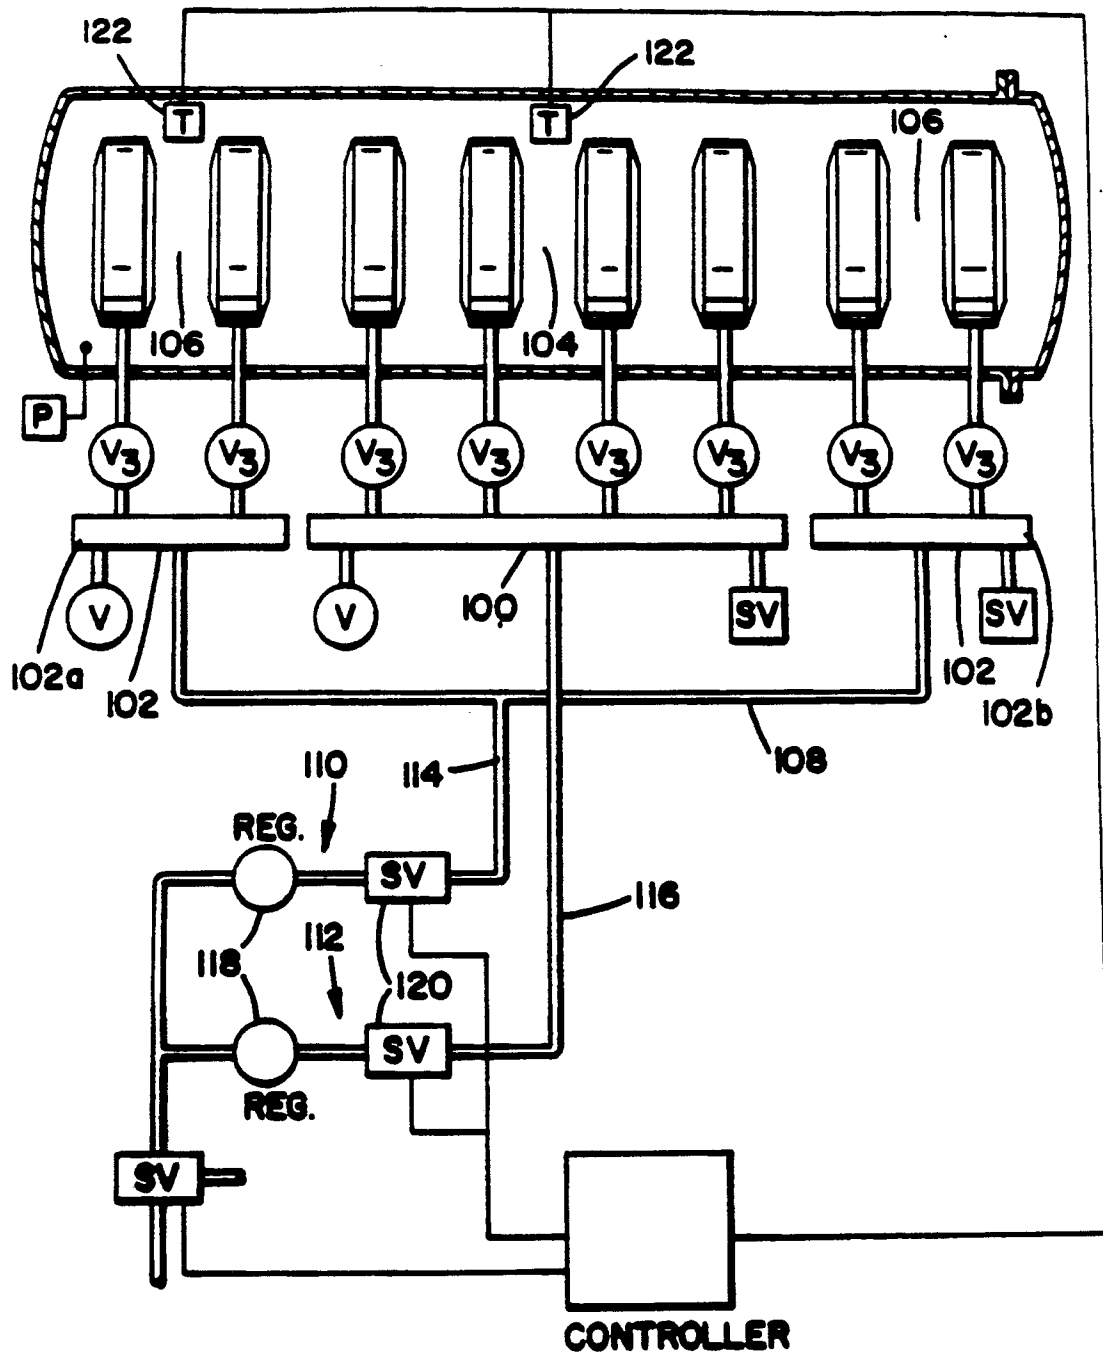 122
122
T
T
106
106
104
P
V3 V3 V3 V3 V3 V3 V3 V3
V
V
100
SV
SV
102a
102
102
102b
108
114
110
REG.
SV
116
112
118
120
SV
REG.
SV
CONTROLLER